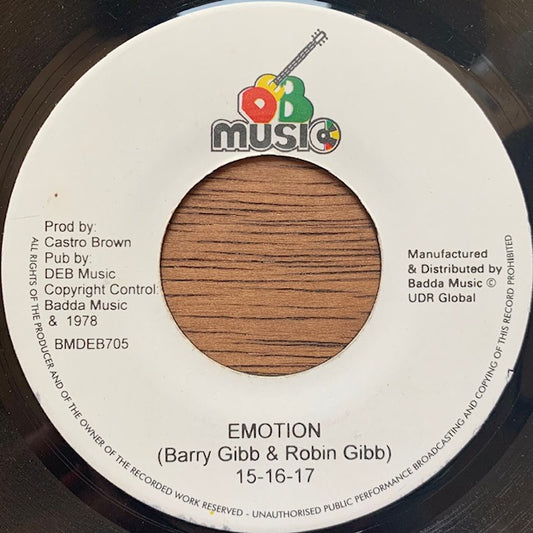 DEB
MUSIC
Prod by:
Castro Brown
Pub by:
DEB Music
Copyright Control:
Badda Music
& 1978
BMDEB705
Manufactured
& Distributed by
Badda Music ©
UDR Global
EMOTION
(Barry Gibb & Robin Gibb)
15-16-17
ALL RIGHTS OF THE PRODUCER AND OF THE OWNER OF THE RECORDED WORK RESERVED - UNAUTHORISED PUBLIC PERFORMANCE BROADCASTING AND COPYING OF THIS RECORD PROHIBITED